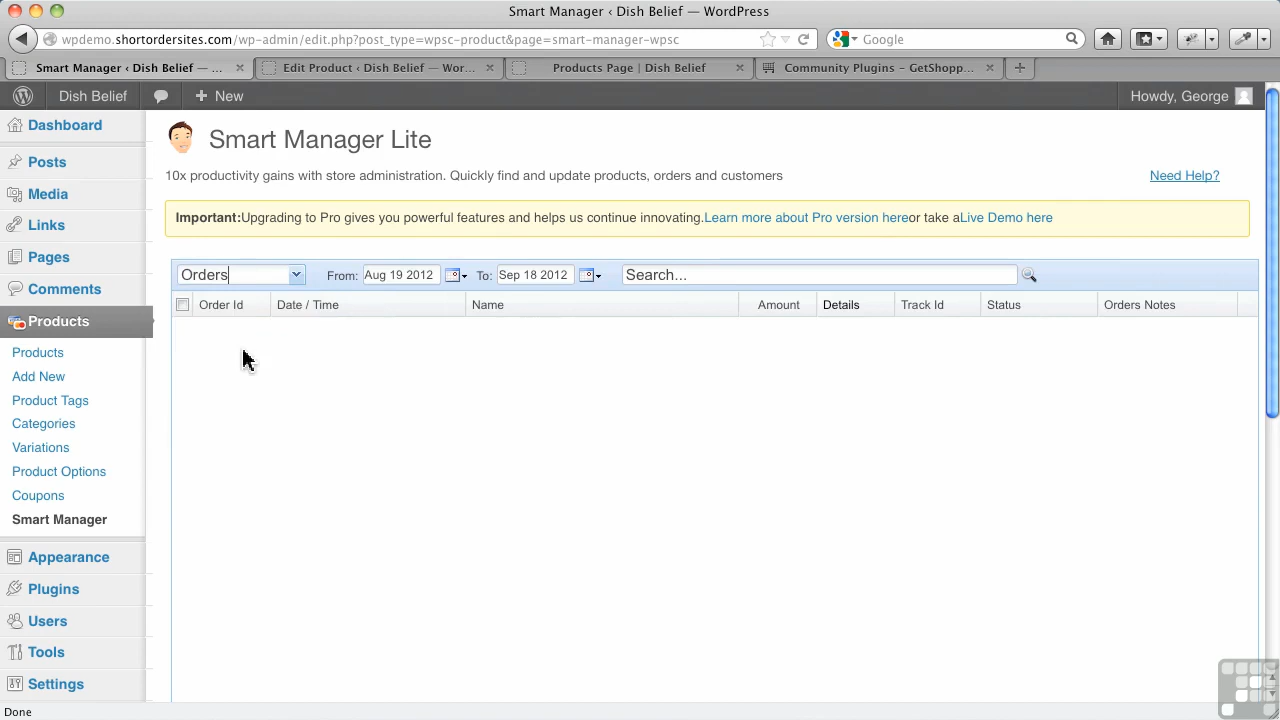 Smart Manager ‹ Dish Belief — WordPress
wpdemo.shortordersites.com/wp-admin/edit.php?post_type=wpsc-product&page=smart-manager-wpsc
Google
Smart Manager ‹ Dish Belief — ...
Edit Product ‹ Dish Belief — Wor...
Products Page | Dish Belief
Community Plugins – GetShopp...
Dish Belief
+ New
Howdy, George
Dashboard
Posts
Media
Links
Pages
Comments
Products
Products
Add New
Product Tags
Categories
Variations
Product Options
Coupons
Smart Manager
Appearance
Plugins
Users
Tools
Settings
Smart Manager Lite
10x productivity gains with store administration. Quickly find and update products, orders and customers
Need Help?
Important:Upgrading to Pro gives you powerful features and helps us continue innovating.Learn more about Pro version hereor take aLive Demo here
Orders From: Aug 19 2012 To: Sep 18 2012 Search...
Order Id Date / Time Name Amount Details Track Id Status Orders Notes
Done